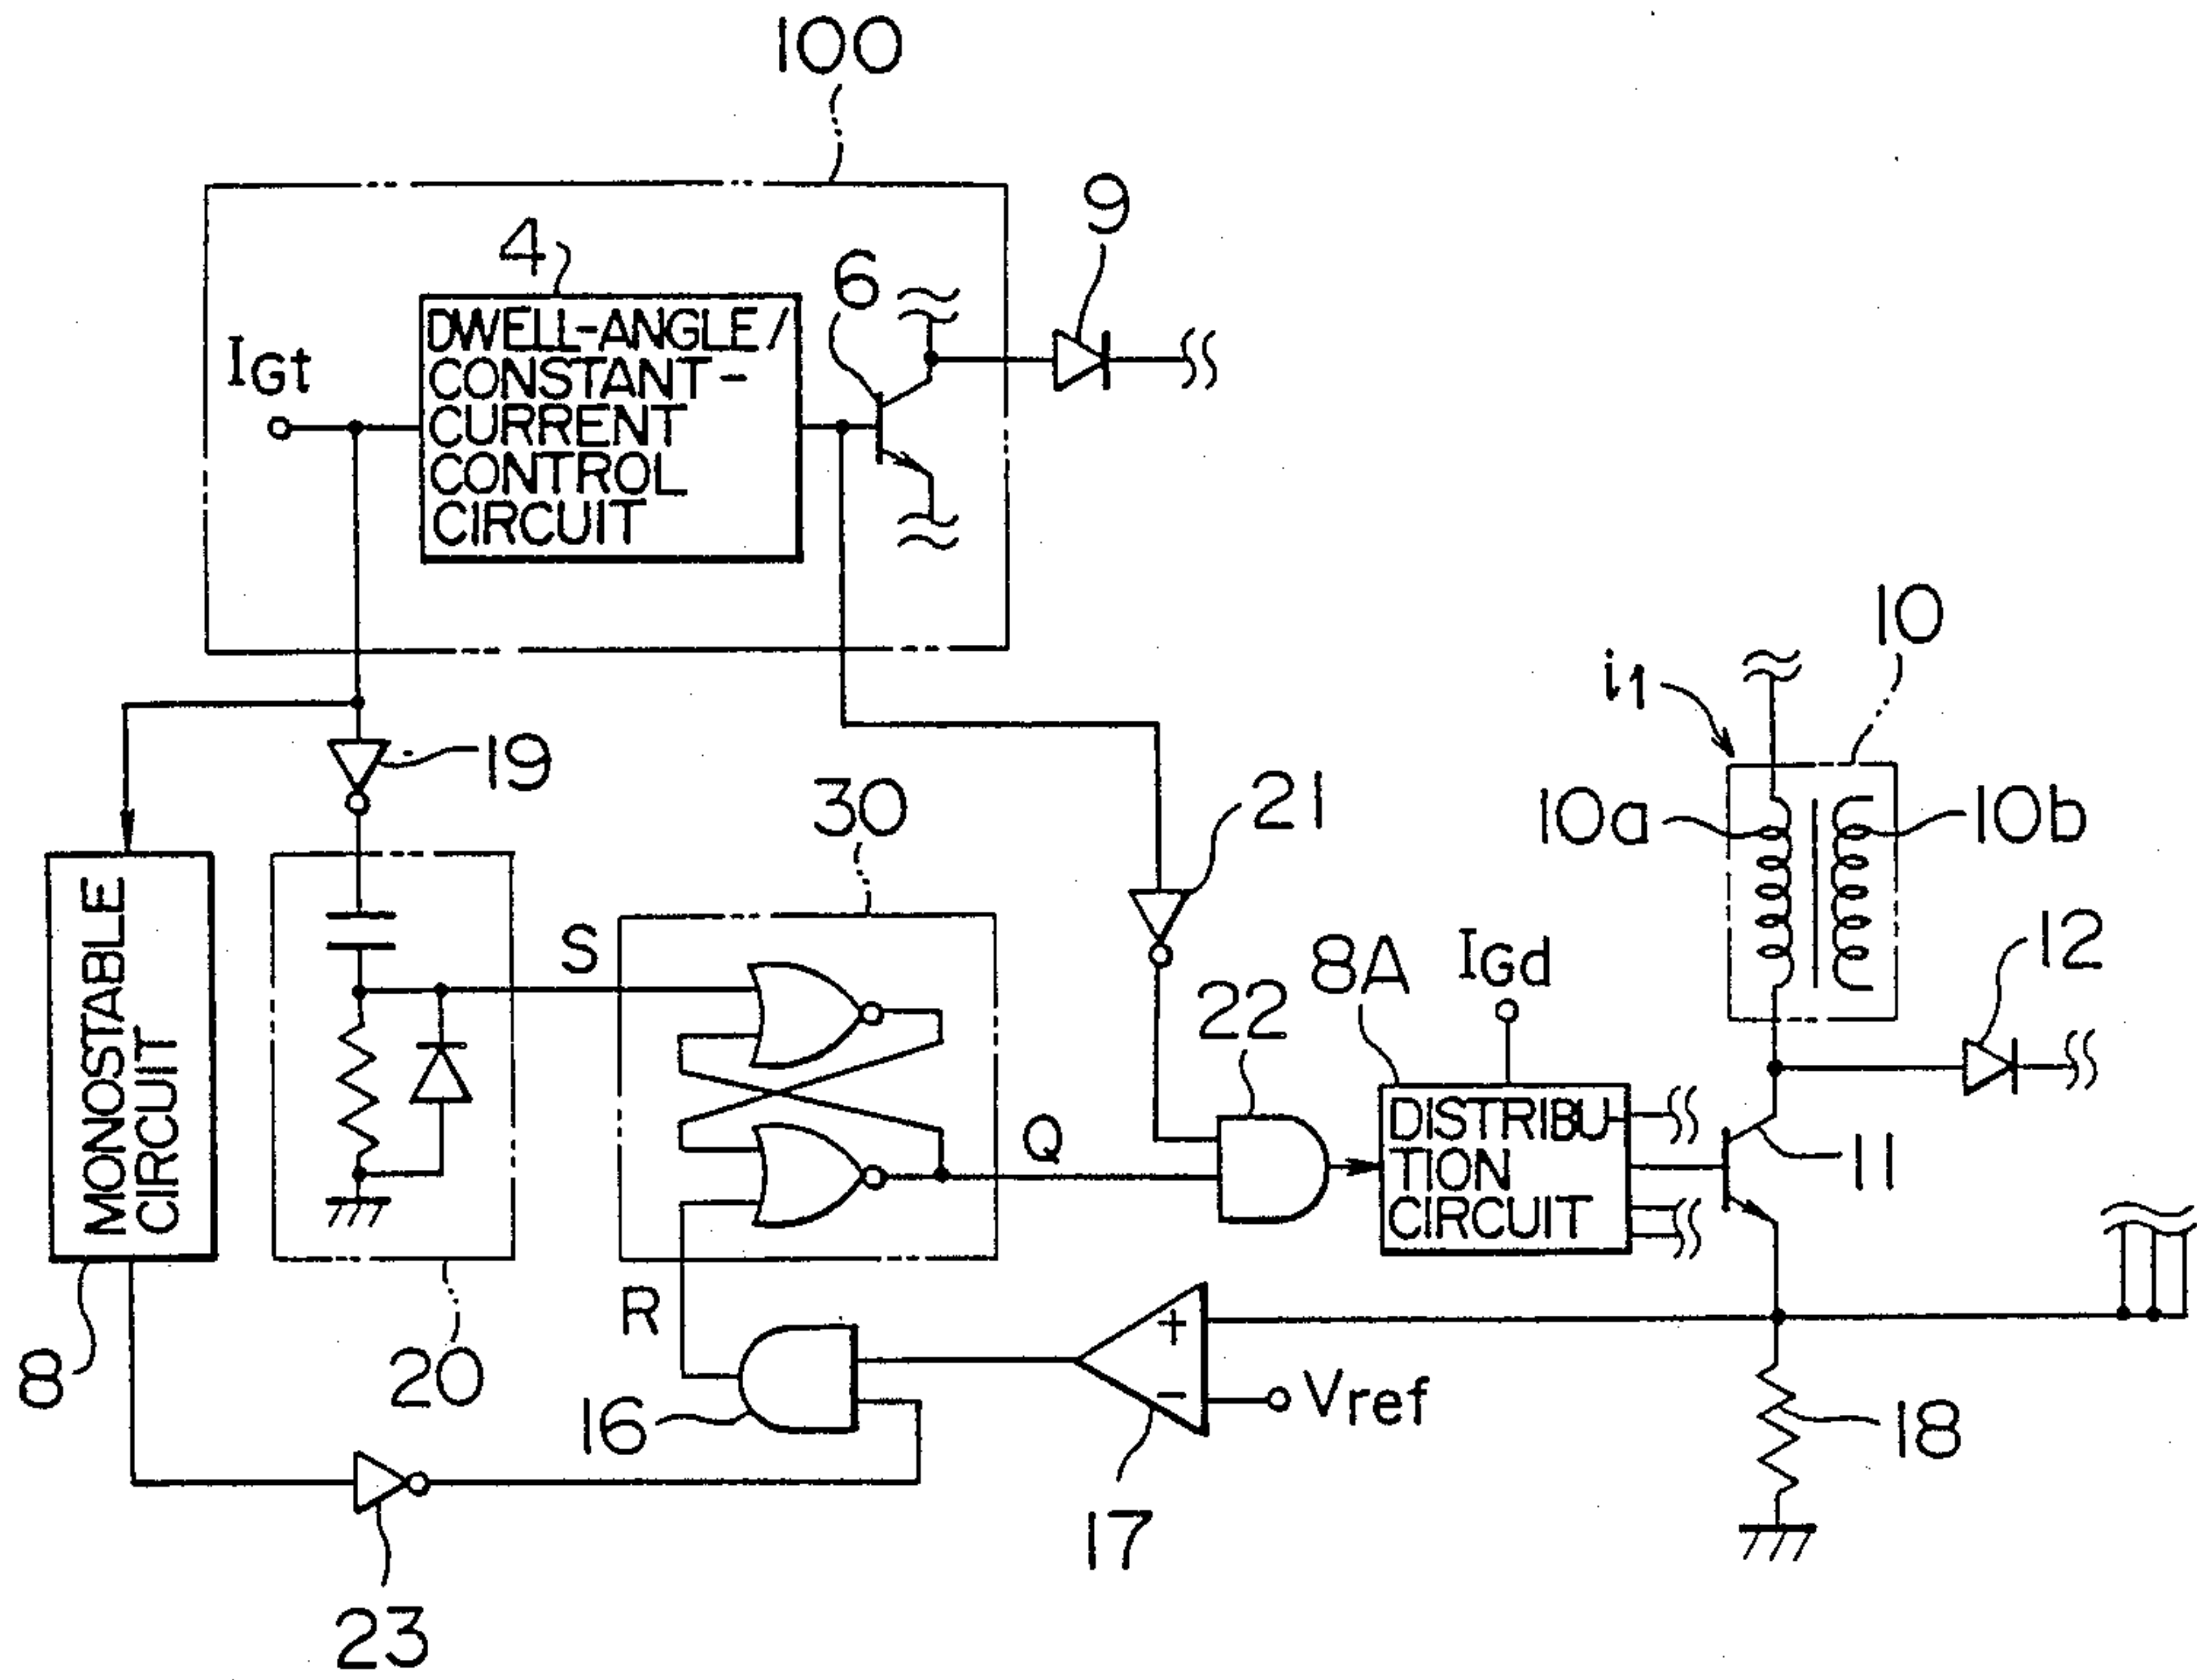 100
9
4
6
DWELL-ANGLE/
CONSTANT-
CURRENT
CONTROL
CIRCUIT
IGt
10
i1
19
30
21
10a
10b
12
S
8A
IGd
22
MONOSTABLE
CIRCUIT
Q
DISTRIBU-
TION
CIRCUIT
11
R
+
-
8
20
16
Vref
18
17
23